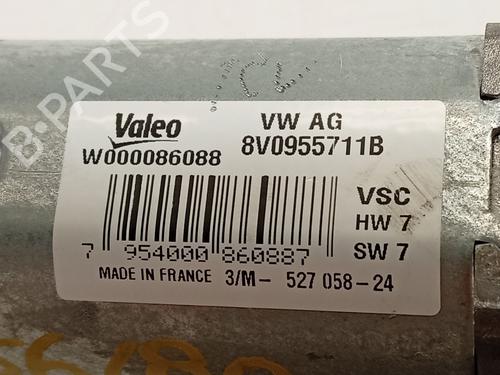 Valeo VW AG
W000086088 8V0955711B
VSC
HW 7
7 954000 860887 SW 7
MADE IN FRANCE 3/M- 527 058-24
B-PARTS